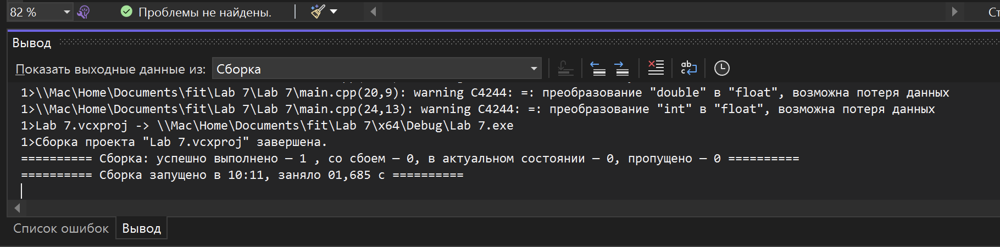 82 %
Проблемы не найдены.
Ст
Вывод
Показать выходные данные из: Сборка
1>\\Mac\Home\Documents\fit\Lab 7\Lab 7\main.cpp(20,9): warning C4244: =: преобразование "double" в "float", возможна потеря данных
1>\\Mac\Home\Documents\fit\Lab 7\Lab 7\main.cpp(24,13): warning C4244: =: преобразование "int" в "float", возможна потеря данных
1>Lab 7.vcxproj -> \\Mac\Home\Documents\fit\Lab 7\x64\Debug\Lab 7.exe
1>Сборка проекта "Lab 7.vcxproj" завершена.
========== Сборка: успешно выполнено — 1 , со сбоем — 0, в актуальном состоянии — 0, пропущено — 0 ==========
========== Сборка запущено в 10:11, заняло 01,685 с ==========
Список ошибок Вывод